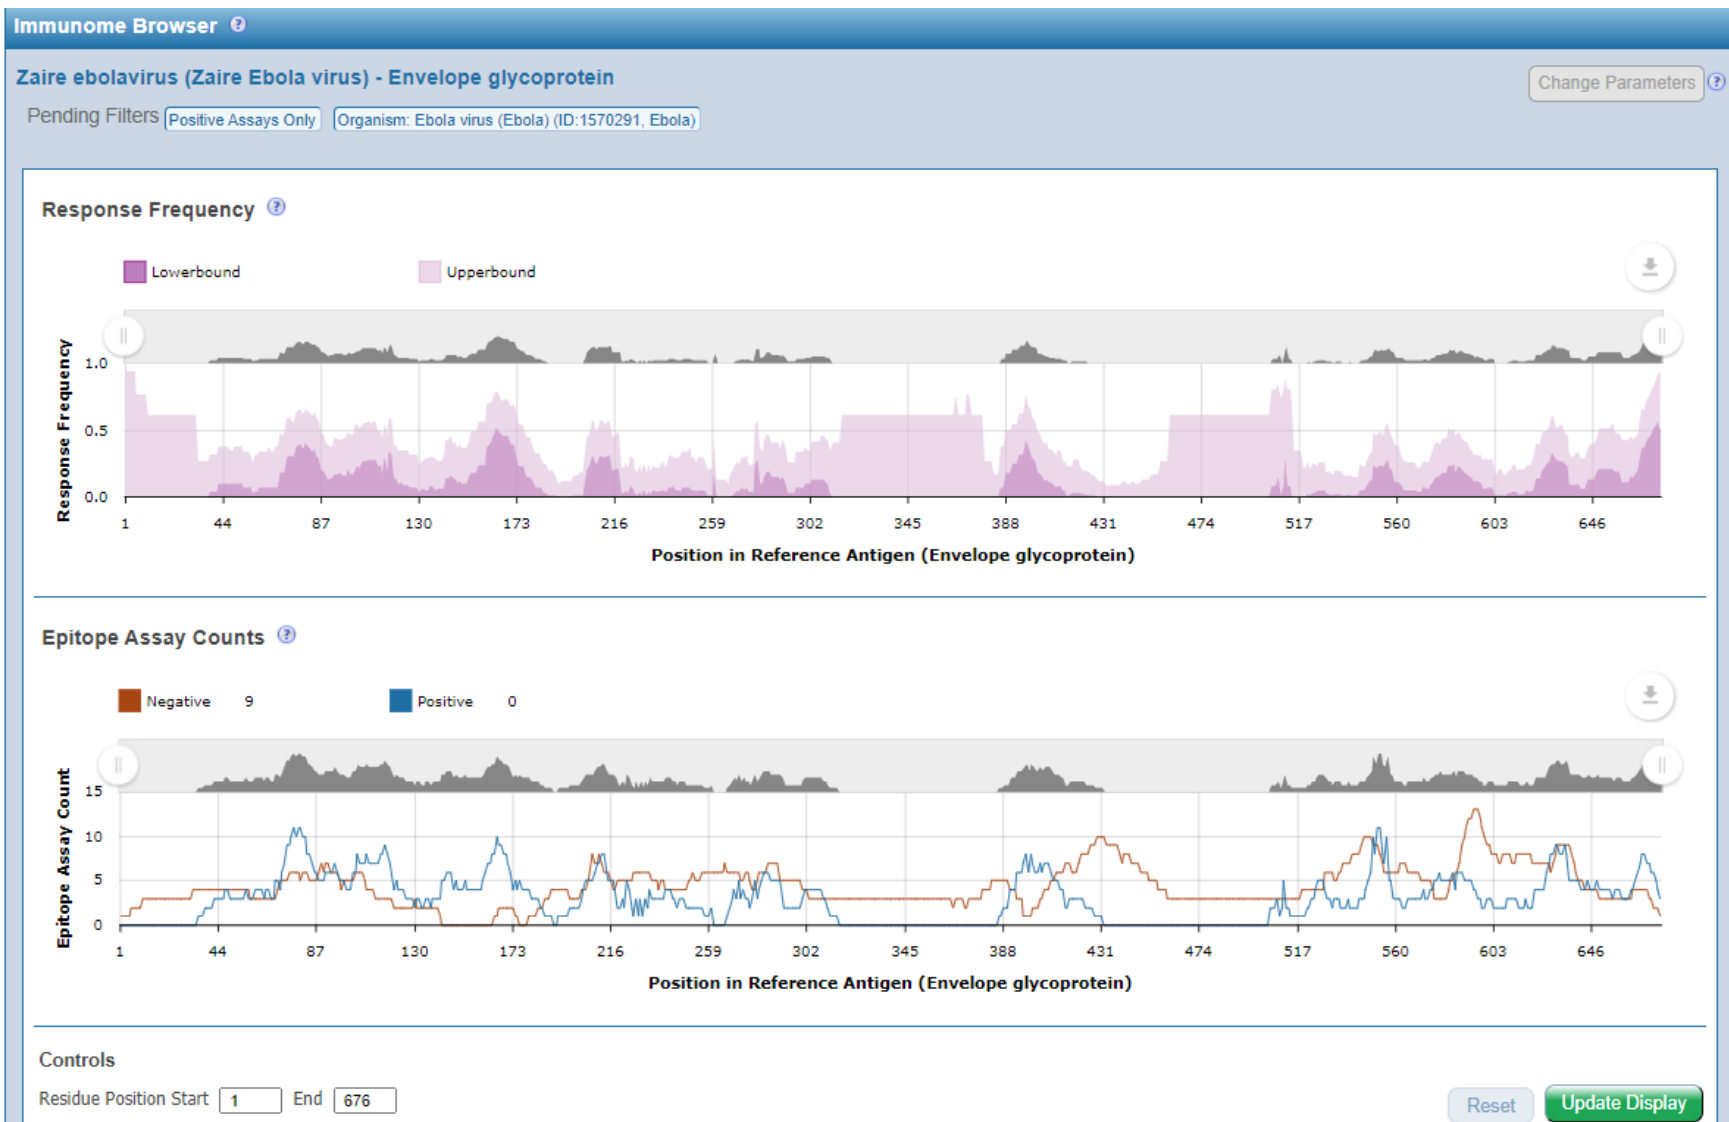 Immunome Browser ?
Zaire ebolavirus (Zaire Ebola virus) - Envelope glycoprotein
Change Parameters ?
Pending Filters Positive Assays Only Organism: Ebola virus (Ebola) (ID:1570291, Ebola)
Response Frequency ?
Lowerbound Upperbound
Response Frequency
1.0
0.5
0.0
1 44 87 130 173 216 259 302 345 388 431 474 517 560 603 646
Position in Reference Antigen (Envelope glycoprotein)
Epitope Assay Counts ?
Negative 9 Positive 0
Epitope Assay Count
15
10
5
0
1 44 87 130 173 216 259 302 345 388 431 474 517 560 603 646
Position in Reference Antigen (Envelope glycoprotein)
Controls
Residue Position Start 1 End 676
Reset Update Display